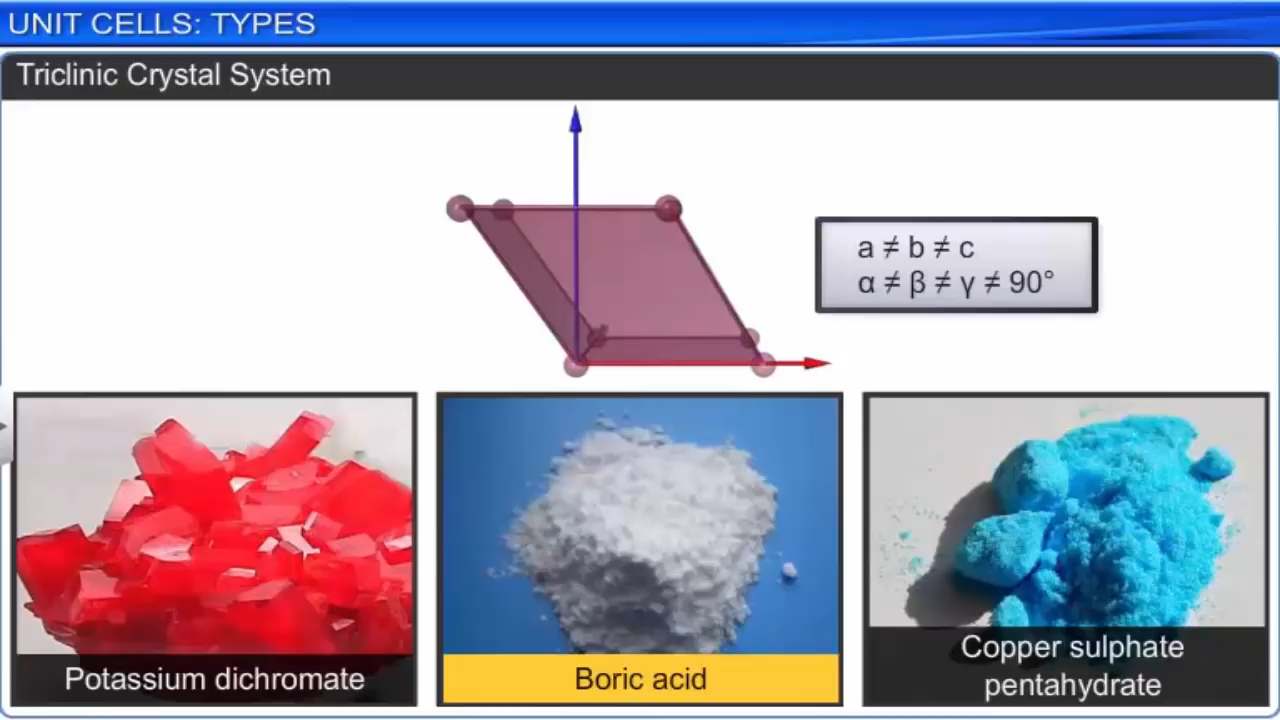 UNIT CELLS: TYPES
Triclinic Crystal System
a ≠ b ≠ c
α ≠ β ≠ γ ≠ 90°
Potassium dichromate
Boric acid
Copper sulphate
pentahydrate